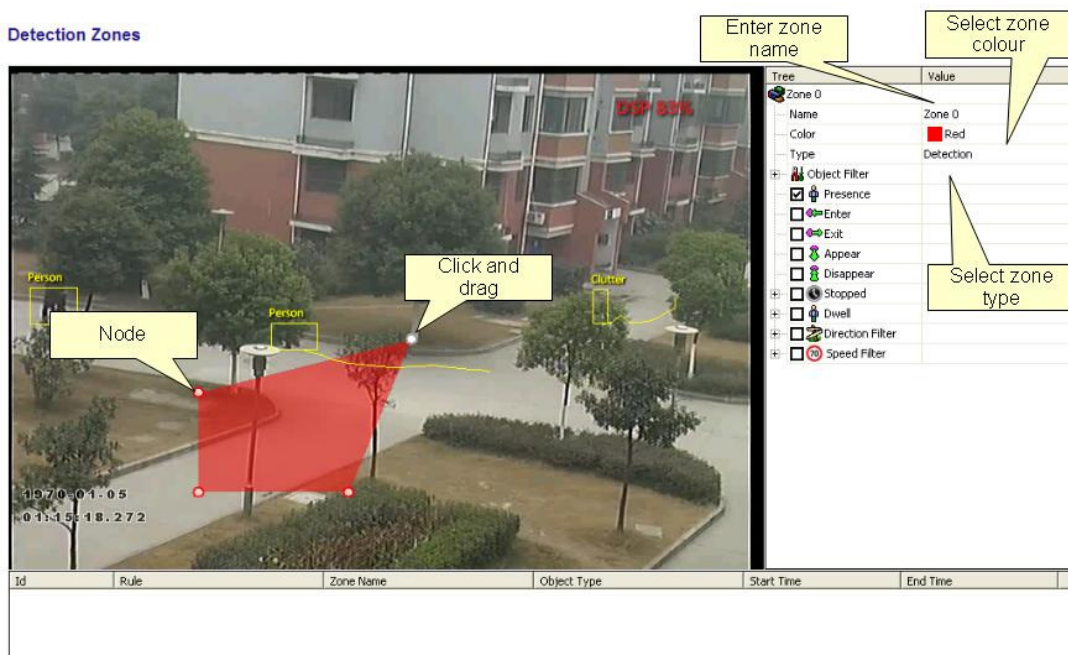 Detection Zones
Enter zone
name
Select zone
colour
Tree Value
Zone 0
Name Zone 0
Color Red
Type Detection
Object Filter
Presence
Enter
Exit
Appear
Disappear
Stopped
Dwell
Direction Filter
70 Speed Filter
Select zone
type
DSP 83%
Click and
drag
Clutter
Person
Person
Node
1970-01-05
01:15:18.272
Id Rule Zone Name Object Type Start Time End Time